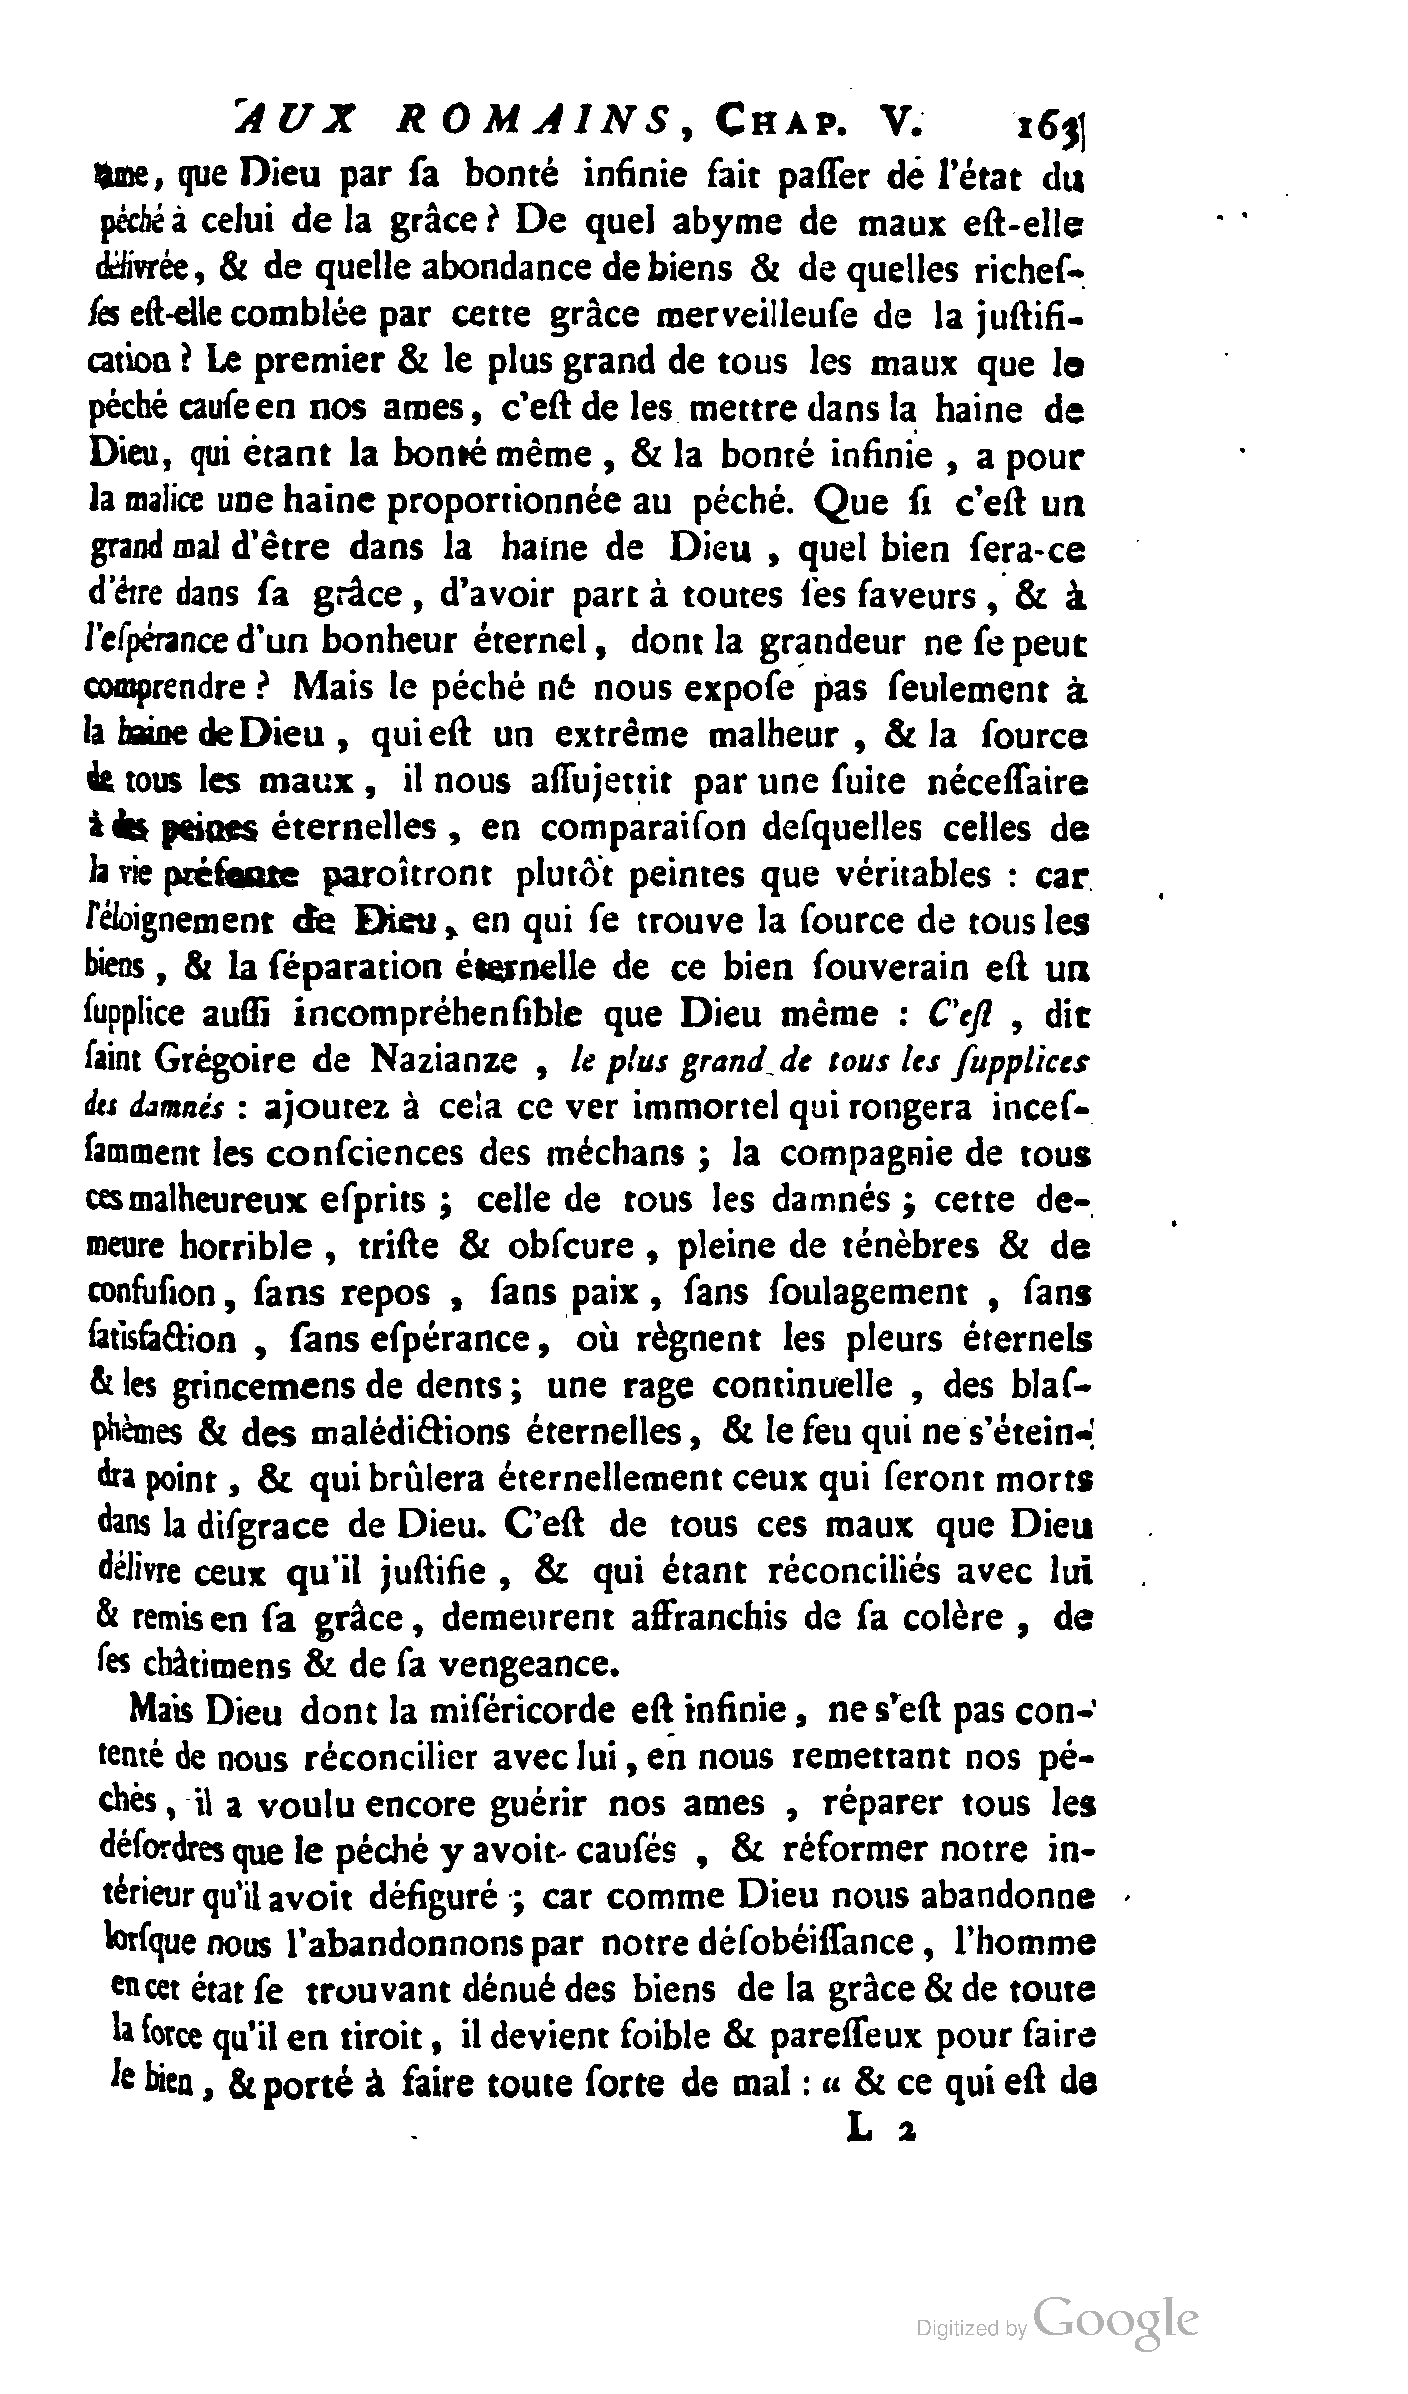 AUX ROMAINS, CHAP. V. 163
ame, que Dieu par ſa bonté infinie fait paſſer de l'état du
péché à celui de la grâce ? De quel abyme de maux eſt-elle
délivrée, & de quelle abondance de biens & de quelles richeſ-
ſes eſt-elle comblée par cette grâce merveilleuſe de la juſtifi-
cation ? Le premier & le plus grand de tous les maux que le
péché cauſe en nos ames, c'eſt de les mettre dans la haine de
Dieu, qui étant la bonté même, & la bonté infinie, a pour
la malice une haine proportionnée au péché. Que ſi c'eſt un
grand mal d'être dans la haine de Dieu, quel bien ſera-ce
d'être dans ſa grâce, d'avoir part à toutes ſes faveurs, & à
l'eſpérance d'un bonheur éternel, dont la grandeur ne ſe peut
comprendre ? Mais le péché ne nous expoſe pas ſeulement à
la haine de Dieu, qui eſt un extrême malheur, & la ſource
de tous les maux, il nous aſſujettit par une ſuite néceſſaire
à des peines éternelles, en comparaiſon deſquelles celles de
la vie préſente paroîtront plutôt peintes que véritables : car
l'éloignement de Dieu, en qui ſe trouve la ſource de tous les
biens, & la ſéparation éternelle de ce bien ſouverain eſt un
ſupplice auſſi incompréhenſible que Dieu même : C'eſt, dit
ſaint Grégoire de Nazianze, le plus grand de tous les ſupplices
des damnés : ajoutez à cela ce ver immortel qui rongera inceſ-
ſamment les conſciences des méchans ; la compagnie de tous
ces malheureux eſprits ; celle de tous les damnés ; cette de-
meure horrible, triſte & obſcure, pleine de ténèbres & de
confuſion, ſans repos, ſans paix, ſans ſoulagement, ſans
ſatisfaction, ſans eſpérance, où règnent les pleurs éternels
& les grincemens de dents ; une rage continuelle, des blaſ-
phèmes & des malédictions éternelles, & le feu qui ne s'étein-
dra point, & qui brûlera éternellement ceux qui ſeront morts
dans la diſgrace de Dieu. C'eſt de tous ces maux que Dieu
délivre ceux qu'il juſtifie, & qui étant réconciliés avec lui
& remis en ſa grâce, demeurent affranchis de ſa colère, de
ſes châtimens & de ſa vengeance.
Mais Dieu dont la miſéricorde eſt infinie, ne s'eſt pas con-
tenté de nous réconcilier avec lui, en nous remettant nos pé-
chés, il a voulu encore guérir nos ames, réparer tous les
déſordres que le péché y avoit cauſés, & réformer notre in-
térieur qu'il avoit défiguré ; car comme Dieu nous abandonne
lorſque nous l'abandonnons par notre déſobéiſſance, l'homme
en cet état ſe trouvant dénué des biens de la grâce & de toute
la force qu'il en tiroit, il devient foible & pareſſeux pour faire
le bien, & porté à faire toute ſorte de mal : “ & ce qui eſt de
L 2
Digitized by Google